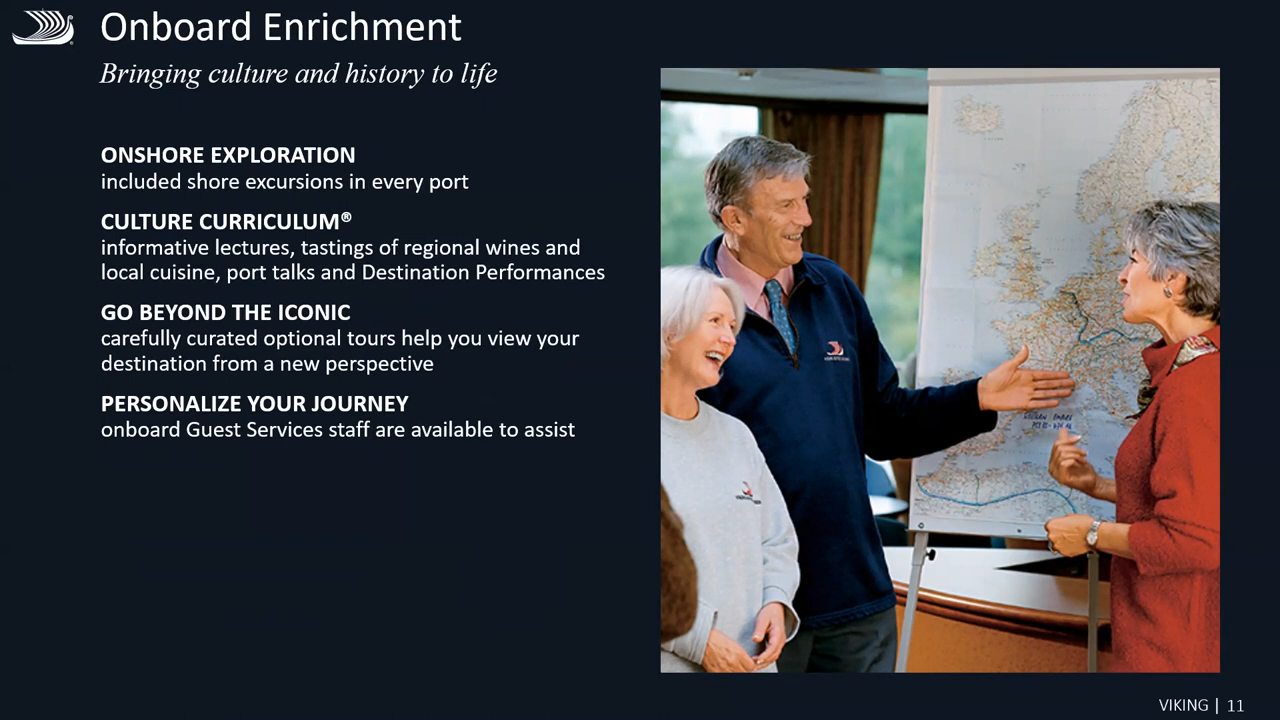 Onboard Enrichment
Bringing culture and history to life
ONSHORE EXPLORATION
included shore excursions in every port
CULTURE CURRICULUM®
informative lectures, tastings of regional wines and
local cuisine, port talks and Destination Performances
GO BEYOND THE ICONIC
carefully curated optional tours help you view your
destination from a new perspective
PERSONALIZE YOUR JOURNEY
onboard Guest Services staff are available to assist
VIKING | 11